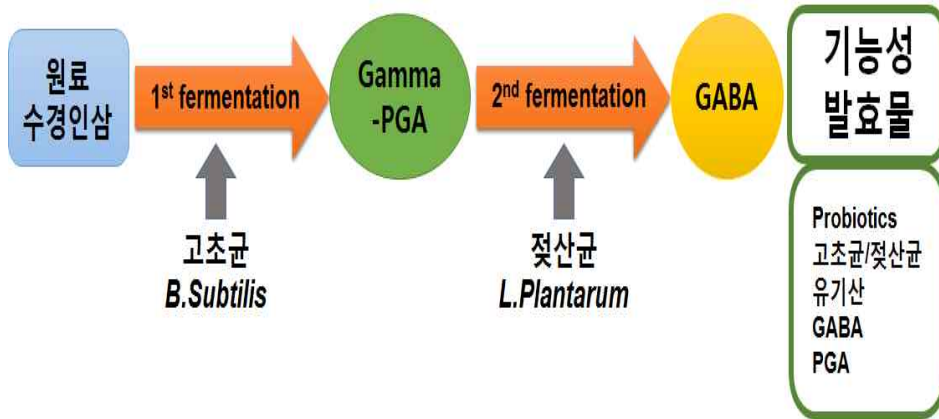 원료
수경인삼
1st fermentation
고초균
B.Subtilis
Gamma
-PGA
2nd fermentation
젖산균
L.Plantarum
GABA
기능성
발효물
Probiotics
고초균/젖산균
유기산
GABA
PGA